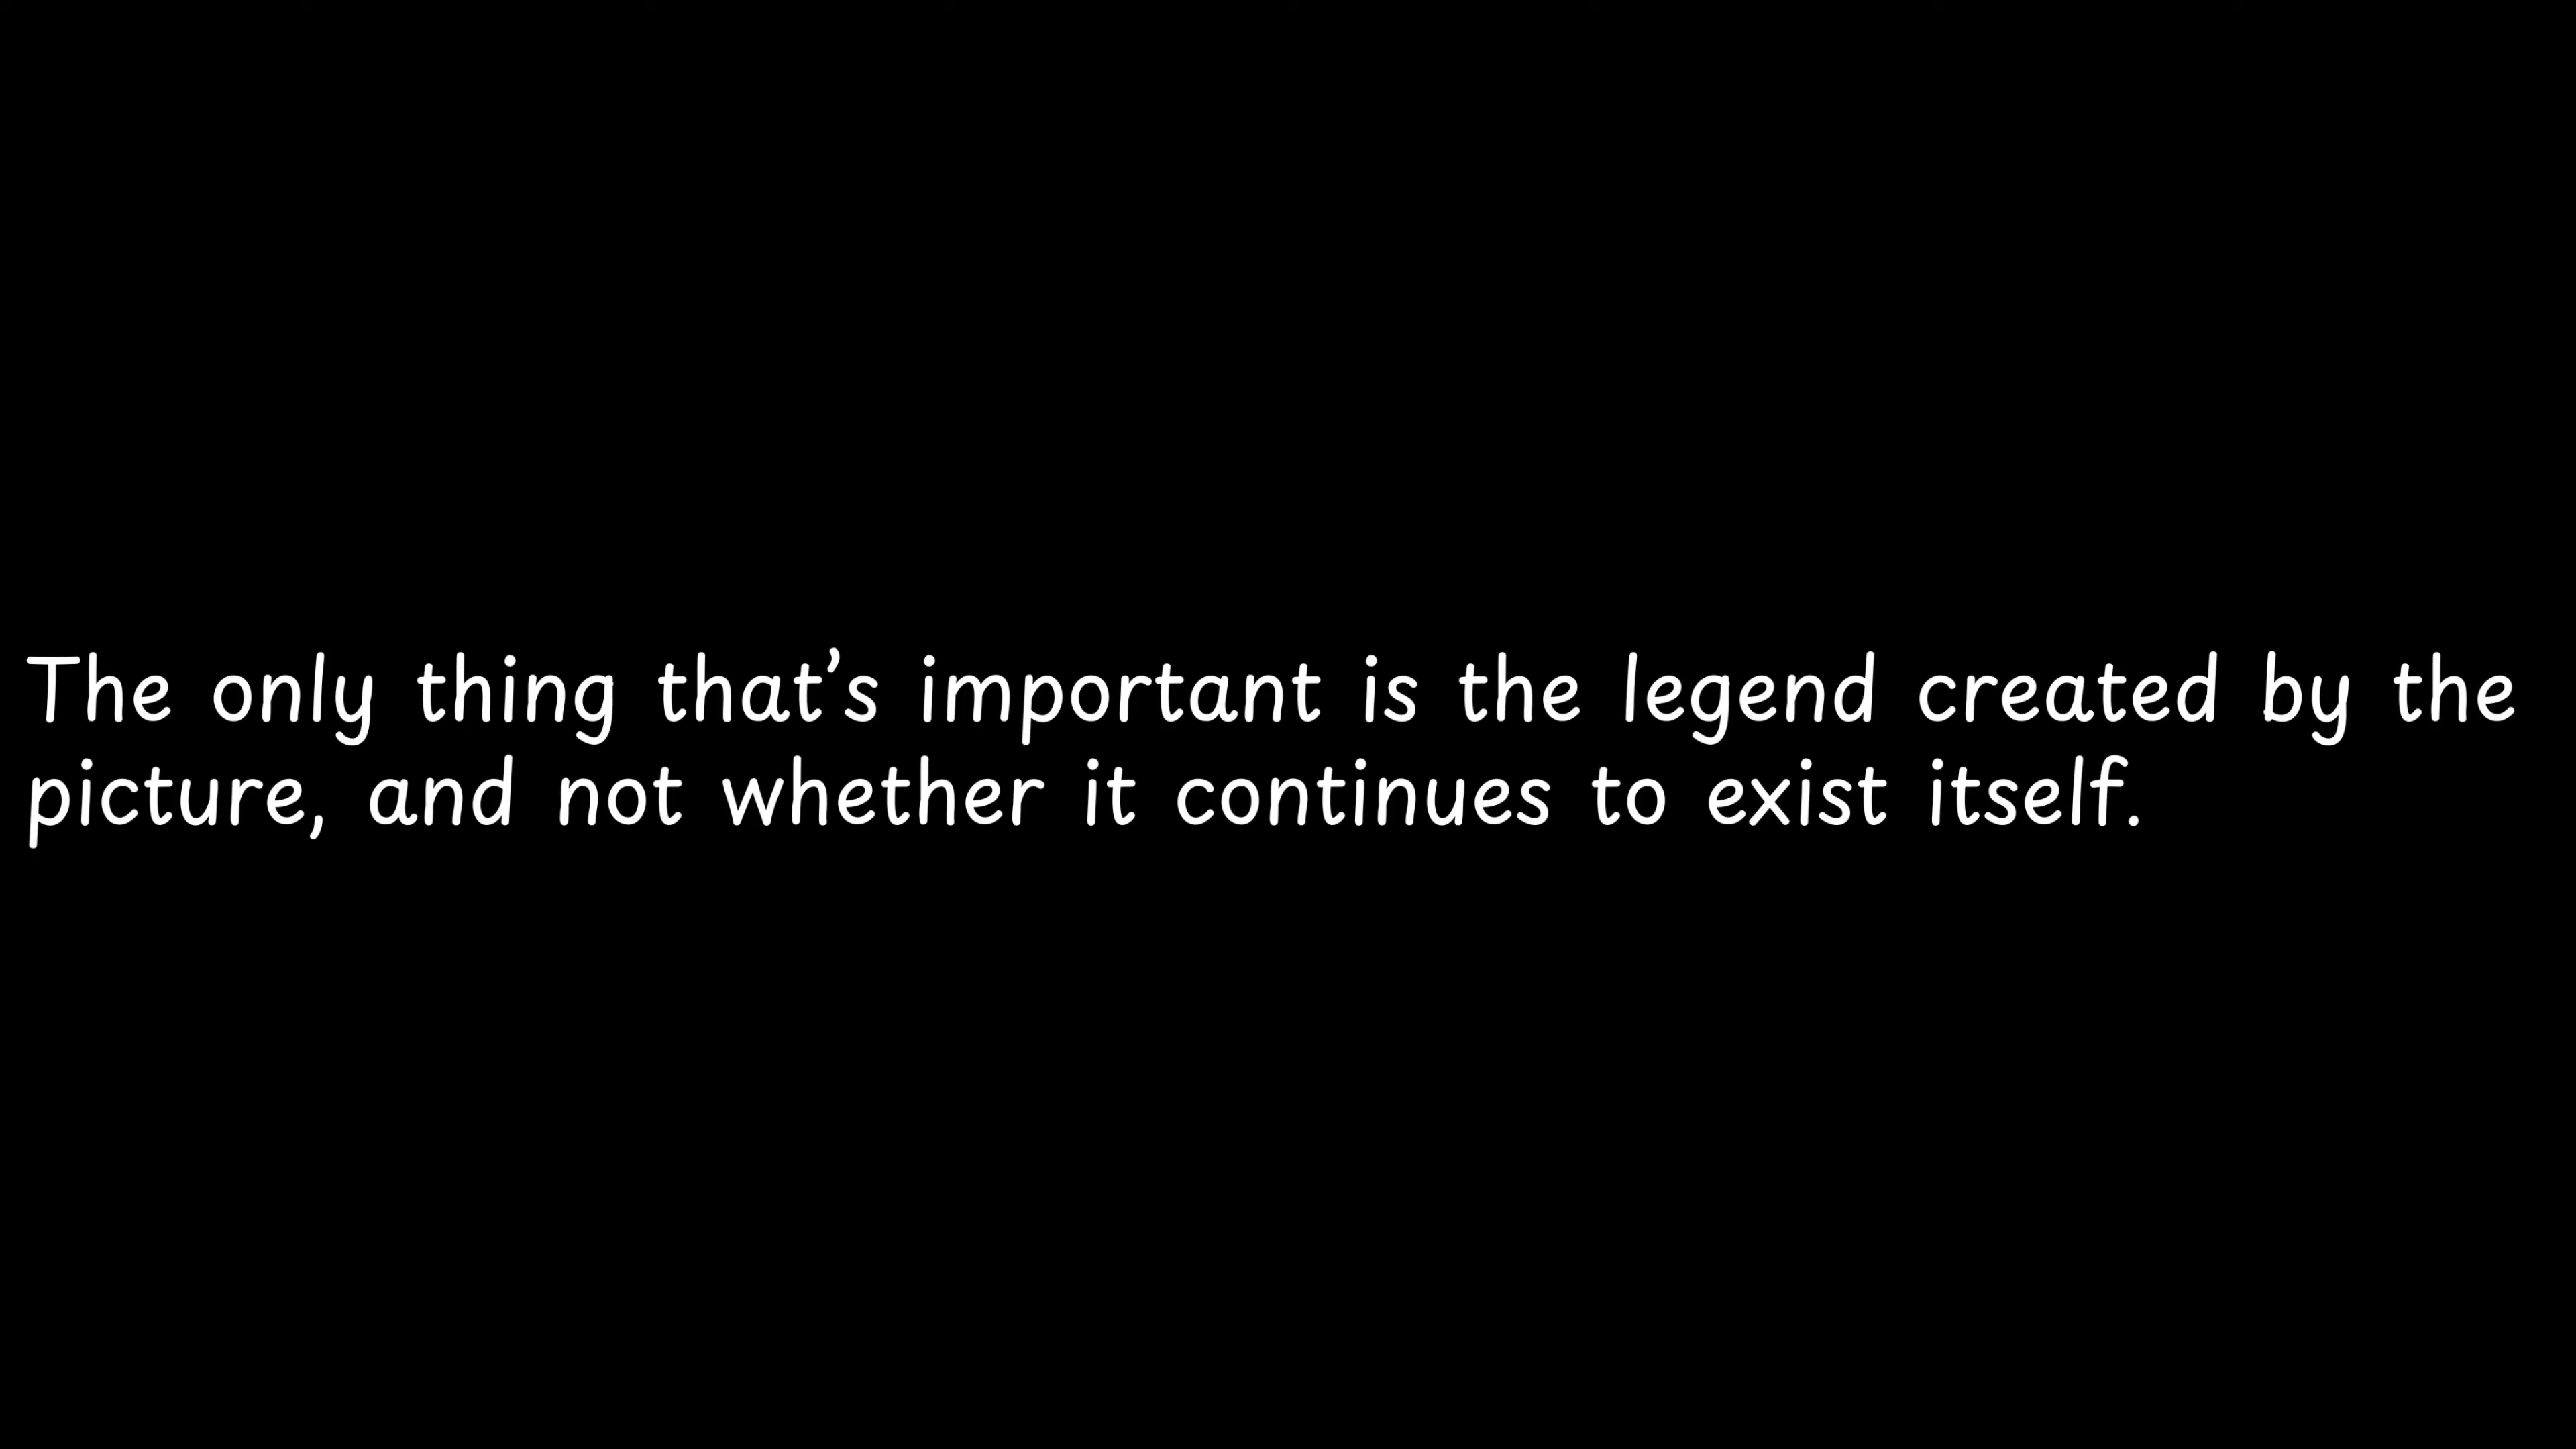 The only thing that’s important is the legend created by the
picture, and not whether it continues to exist itself.